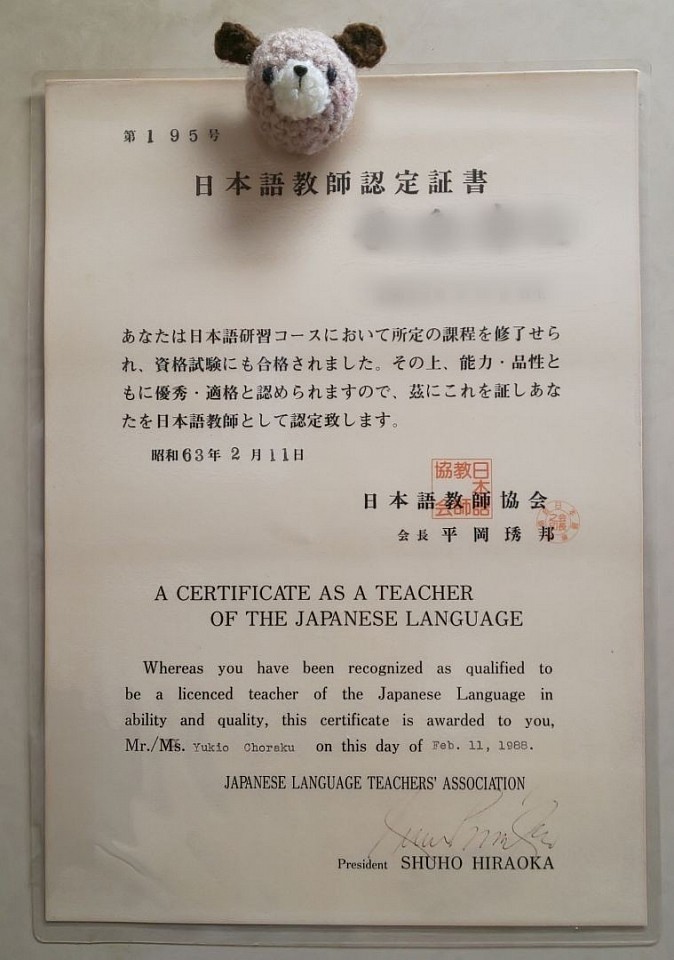 第195号
日本語教師認定証書
あなたは日本語研習コースにおいて所定の課程を修了せら
れ、資格試験にも合格されました。その上、能力・品性と
もに優秀・適格と認められますので、茲にこれを証しあな
たを日本語教師として認定致します。
昭和63年2月11日
日本語教師協会
日本語教師協会
会長 平岡琇邦
A CERTIFICATE AS A TEACHER
OF THE JAPANESE LANGUAGE
Whereas you have been recognized as qualified to
be a licenced teacher of the Japanese Language in
ability and quality, this certificate is awarded to you,
Mr./Ms. Yukio Choraku on this day of Feb. 11, 1988.
JAPANESE LANGUAGE TEACHERS' ASSOCIATION
President SHUHO HIRAOKA